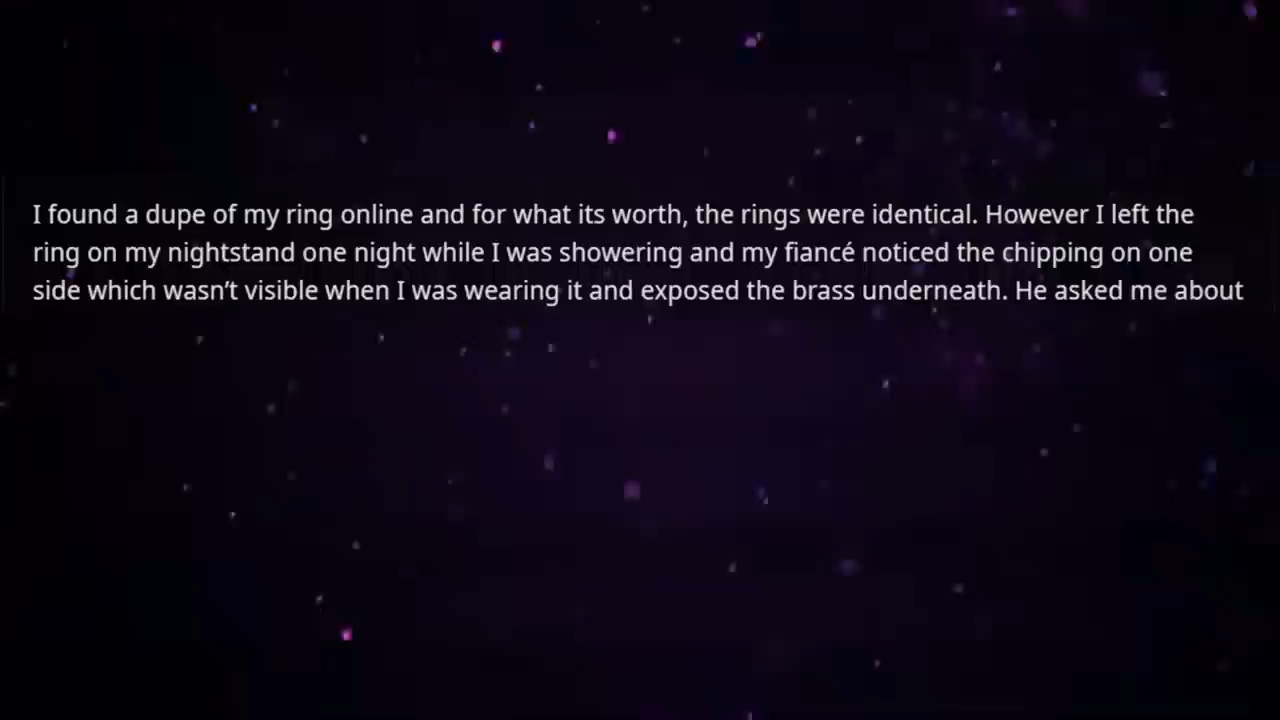 I found a dupe of my ring online and for what its worth, the rings were identical. However I left the
ring on my nightstand one night while I was showering and my fiancé noticed the chipping on one
side which wasn’t visible when I was wearing it and exposed the brass underneath. He asked me about